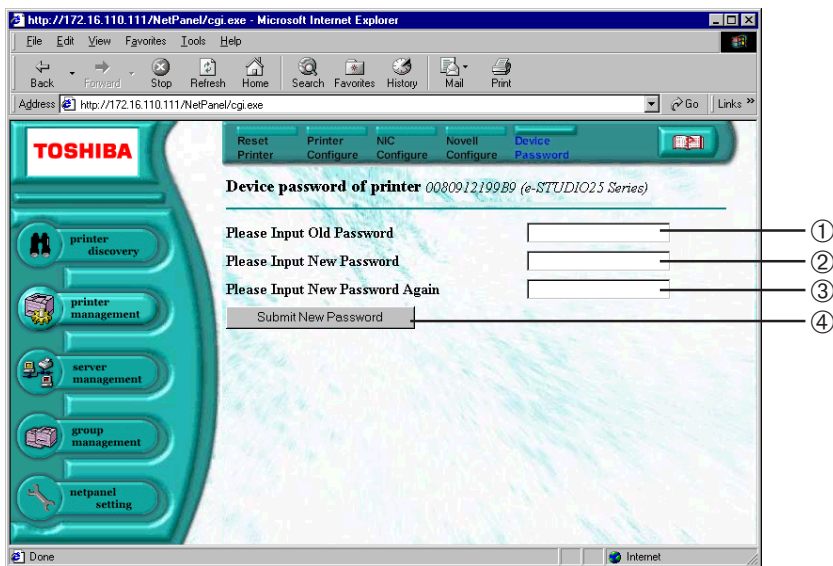 http://172.16.110.111/NetPanel/cgi.exe - Microsoft Internet Explorer
File Edit View Favorites Tools Help
Back Forward Stop Refresh Home Search Favorites History Mail Print
Address http://172.16.110.111/NetPanel/cgi.exe Go Links »
TOSHIBA
Reset Printer
Printer Configure
NIC Configure
Novell Configure
Device Password
Device password of printer 0080912199B9 (e-STUDIO25 Series)
Please Input Old Password ①
Please Input New Password ②
Please Input New Password Again ③
Submit New Password ④
printer discovery
printer management
server management
group management
netpanel setting
Done Internet